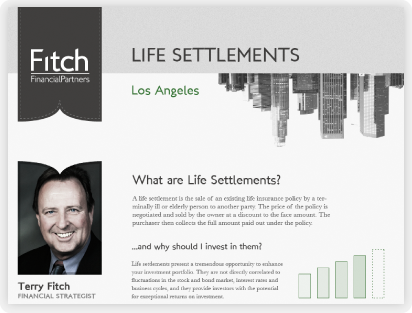 Fitch
FinancialPartners
LIFE SETTLEMENTS
Los Angeles
What are Life Settlements?
A life settlement is the sale of an existing life insurance policy by a ter-
minally ill or elderly person to another party. The price of the policy is
negotiated and sold by the owner at a discount to the face amount. The
purchaser then collects the full amount paid out under the policy.
...and why should I invest in them?
Life settlements present a tremendous opportunity to enhance
your investment portfolio. They are not directly correlated to
fluctuations in the stock and bond market, interest rates and
business cycles, and they provide investors with the potential
for exceptional returns on investment.
Terry Fitch
FINANCIAL STRATEGIST